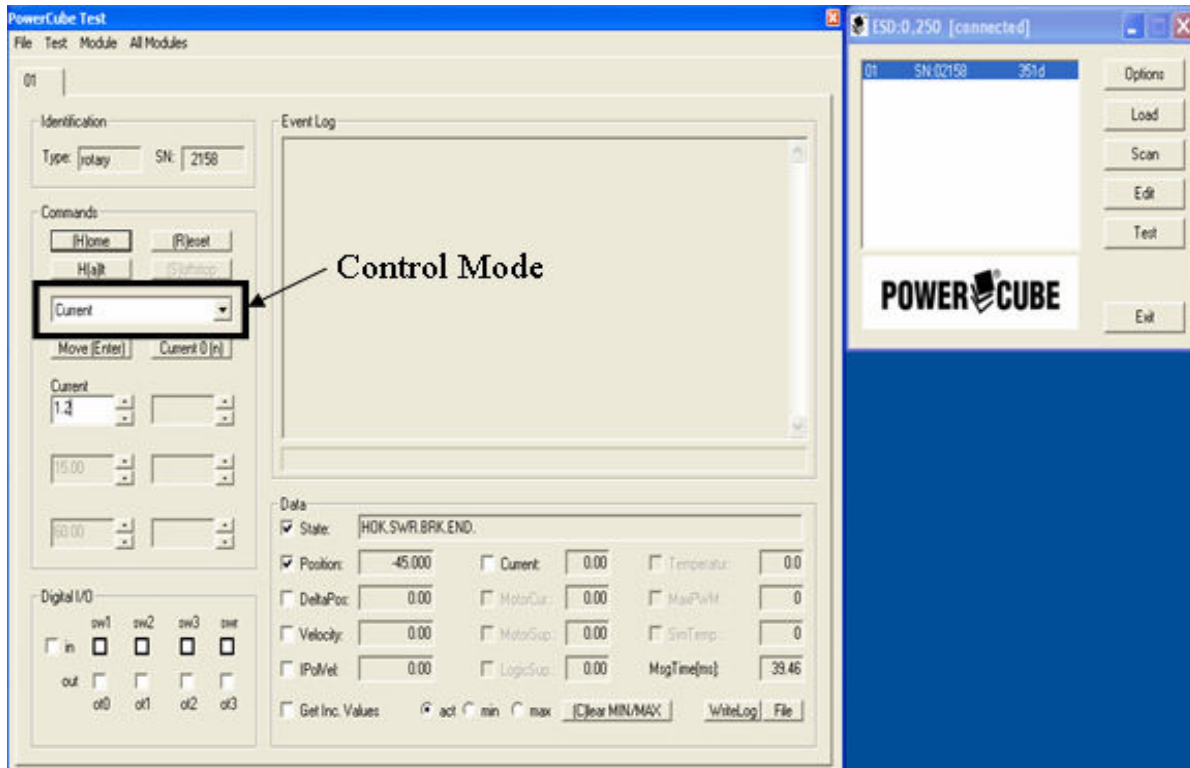 PowerCube Test
File Test Module All Modules
01
Identification
Type: rotary SN: 2158
Commands
(H)ome (R)eset
H(a)lt (S)oftstop
Current
Move (Enter) Current 0 (n)
Current
1.2
15.00
60.00
Digital I/O
sw1 sw2 sw3 swr
in
out
ot0 ot1 ot2 ot3
Event Log
Control Mode
Data
State: HOK.SWR.BRK.END.
Position: -45.000 Current: 0.00 Temperatur: 0.0
DeltaPos: 0.00 MotorCur.: 0.00 MaxPWM: 0
Velocity: 0.00 MotorSup.: 0.00 SimTemp.: 0
IPolVel: 0.00 LogicSup.: 0.00 MsgTime[ms]: 39.46
Get Inc. Values act min max (C)lear MIN/MAX WriteLog File
ESD:0,250 [connected]
01 SN:02158 351d
Options
Load
Scan
Edit
Test
POWER CUBE
Exit